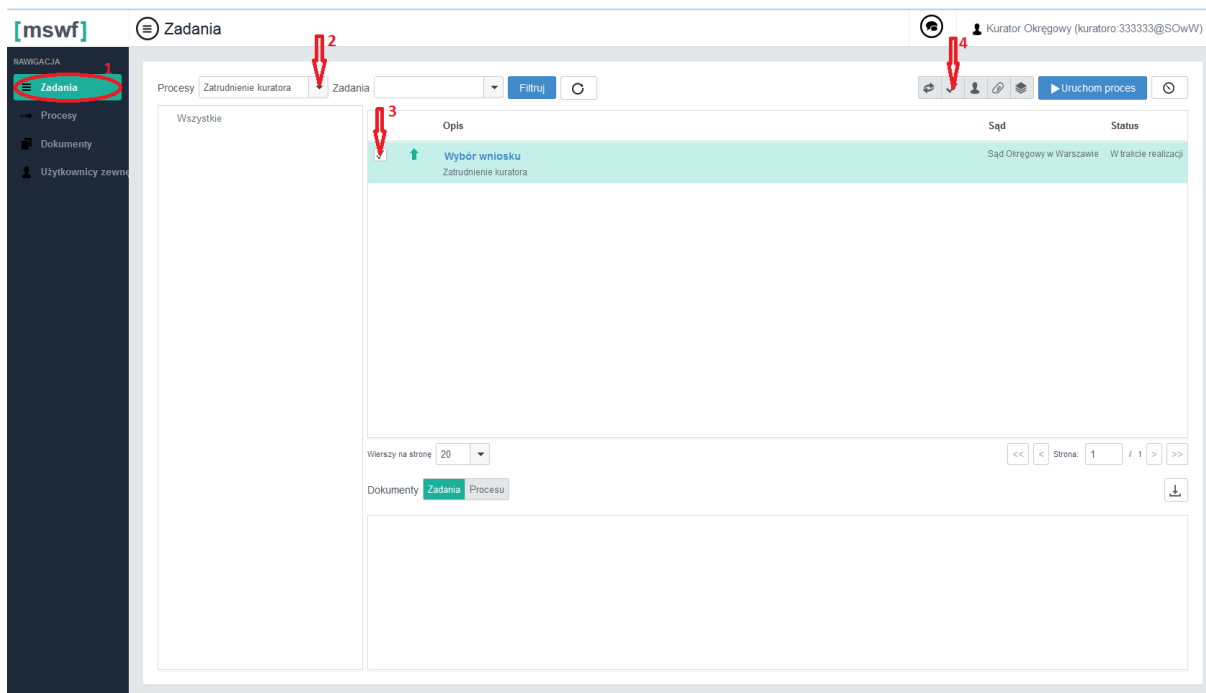 [mswf]
Zadania
Kurator Okręgowy (kuratoro:333333@SOwW)
2
4
NAWIGACJA
1
Zadania
Procesy
Dokumenty
Użytkownicy zewnę
Procesy Zatrudnienie kuratora Zadania Filtruj Uruchom proces
Wszystkie
3
Opis Sąd Status
Wybór wniosku Sąd Okręgowy w Warszawie W trakcie realizacji
Zatrudnienie kuratora
Wierszy na stronę 20 << < Strona: 1 / 1 > >>
Dokumenty Zadania Procesu